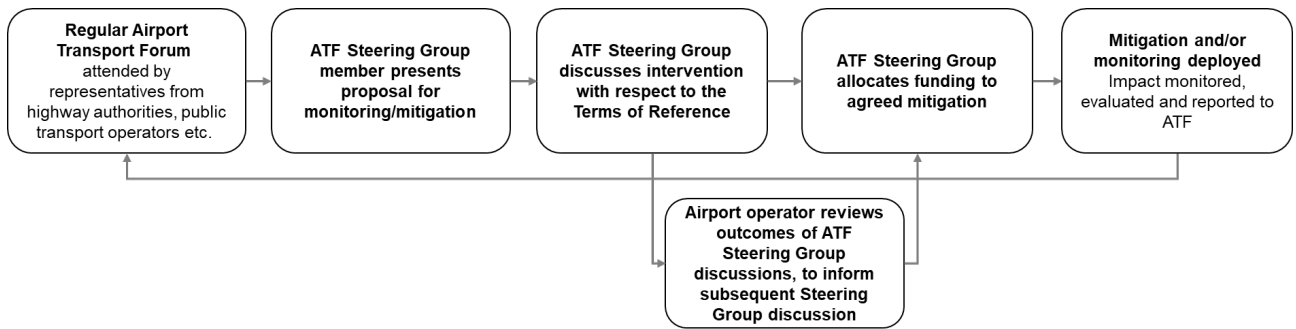 Regular Airport
Transport Forum
attended by
representatives from
highway authorities, public
transport operators etc.
ATF Steering Group
member presents
proposal for
monitoring/mitigation
ATF Steering Group
discusses intervention
with respect to the
Terms of Reference
ATF Steering Group
allocates funding to
agreed mitigation
Mitigation and/or
monitoring deployed
Impact monitored,
evaluated and reported to
ATF
Airport operator reviews
outcomes of ATF
Steering Group
discussions, to inform
subsequent Steering
Group discussion